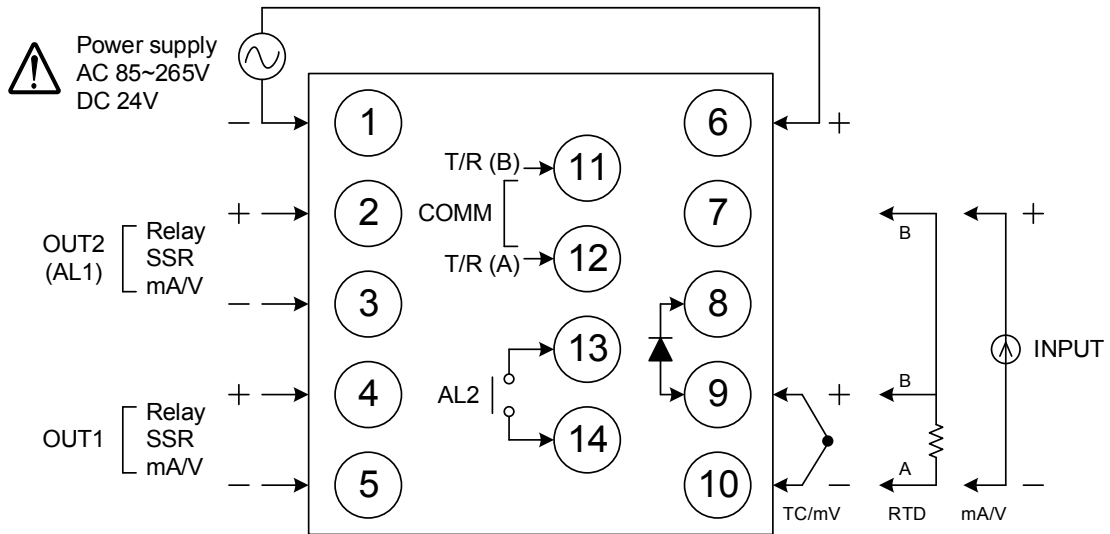 Power supply
AC 85~265V
DC 24V
− 1 6 +
T/R (B) 11
+ 2 COMM 7 B +
OUT2 Relay
(AL1) SSR
mA/V
T/R (A) 12
− 3 8
13 INPUT
+ 4 AL2 9 + B
OUT1 Relay
SSR
mA/V
14
− 5 10 − A −
TC/mV RTD mA/V